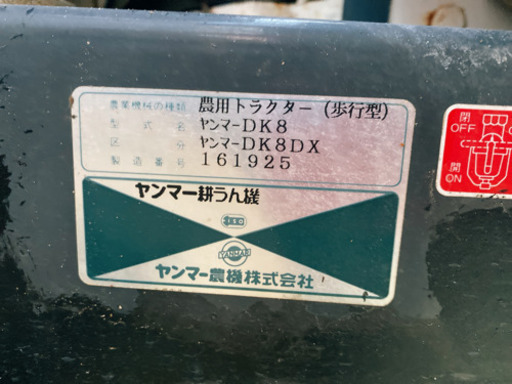 農業機械の種類 農用トラクター(歩行型)
型式名 ヤンマーDK8
区分 ヤンマーDK8DX
製造番号 161925
ヤンマー耕うん機
YANMAR
ヤンマー農機株式会社
閉
OFF
開
ON